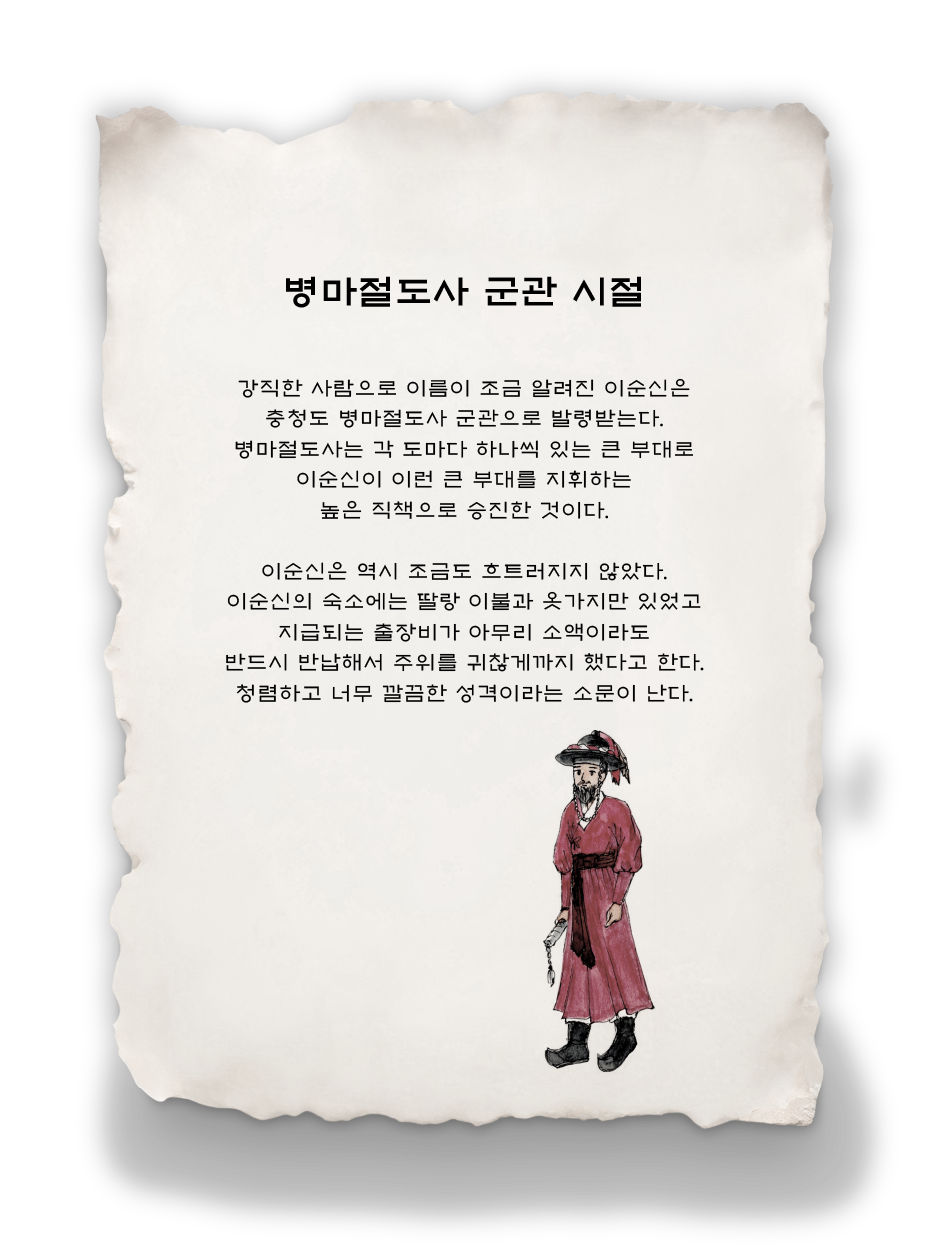 병마절도사 군관 시절
강직한 사람으로 이름이 조금 알려진 이순신은
충청도 병마절도사 군관으로 발령받는다.
병마절도사는 각 도마다 하나씩 있는 큰 부대로
이순신이 이런 큰 부대를 지휘하는
높은 직책으로 승진한 것이다.
이순신은 역시 조금도 흐트러지지 않았다.
이순신의 숙소에는 딸랑 이불과 옷가지만 있었고
지급되는 출장비가 아무리 소액이라도
반드시 반납해서 주위를 귀찮게까지 했다고 한다.
청렴하고 너무 깔끔한 성격이라는 소문이 난다.